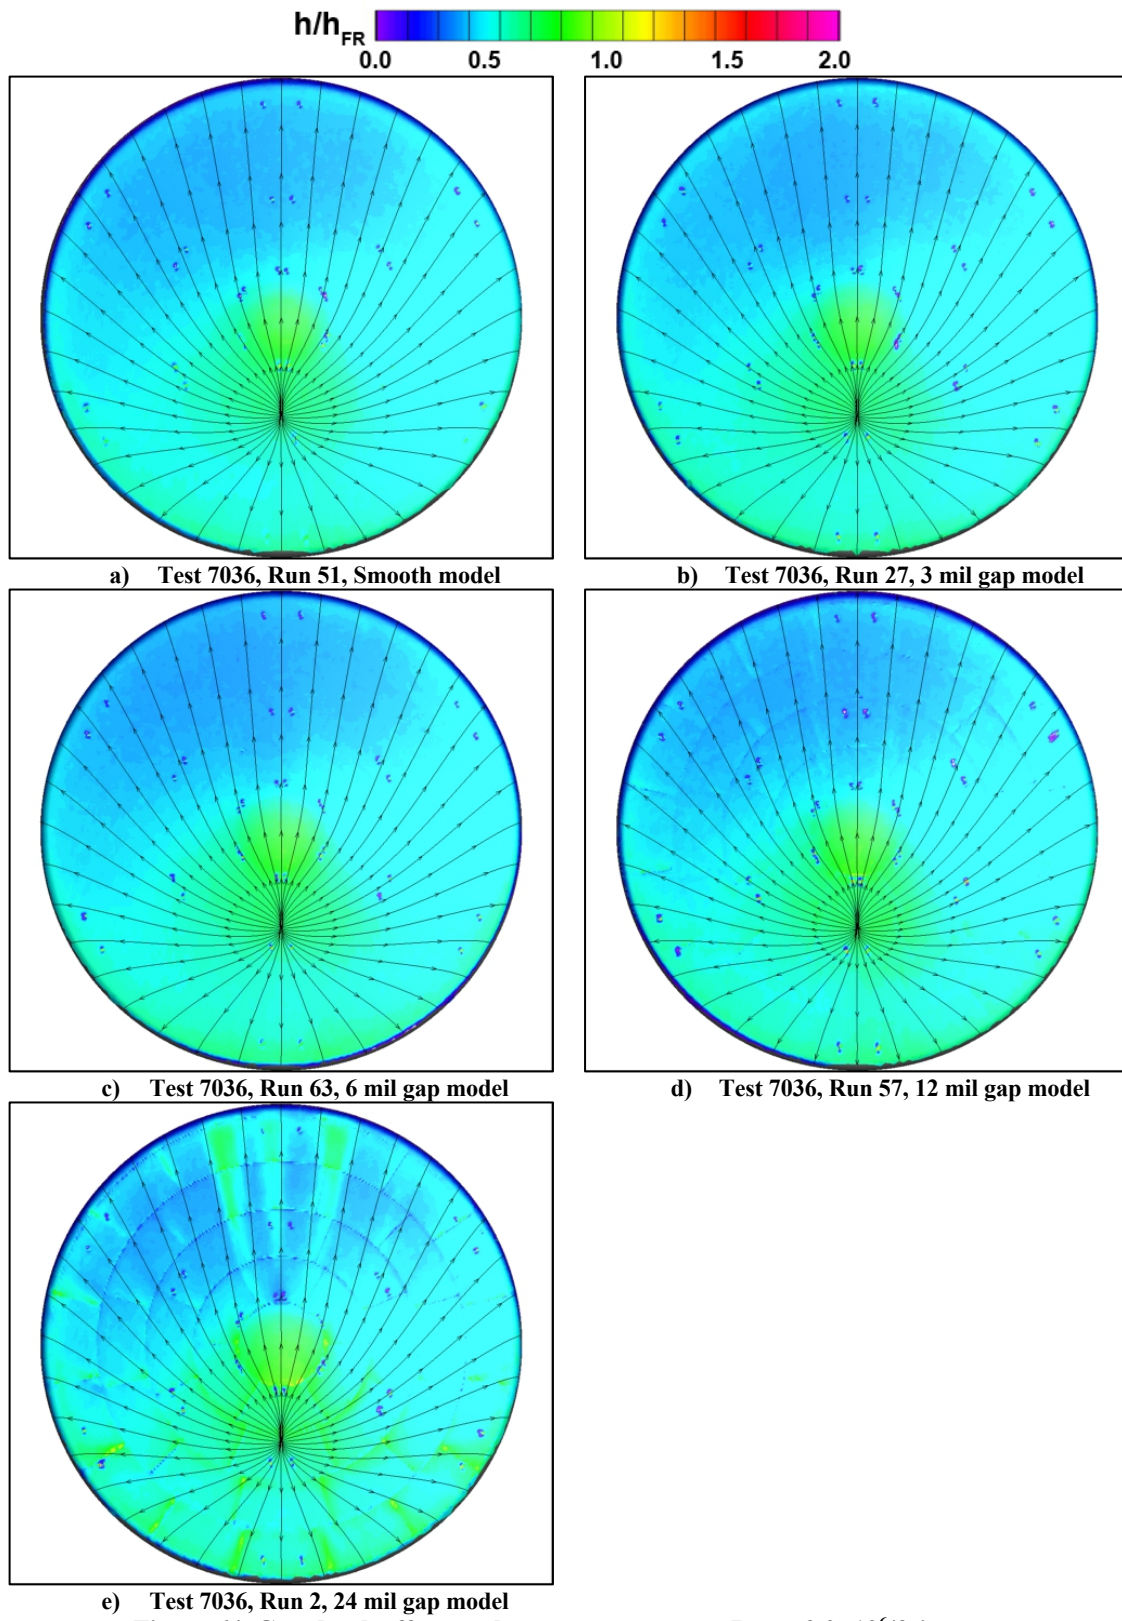 h/hFR
0.0 0.5 1.0 1.5 2.0
a) Test 7036, Run 51, Smooth model
b) Test 7036, Run 27, 3 mil gap model
c) Test 7036, Run 63, 6 mil gap model
d) Test 7036, Run 57, 12 mil gap model
e) Test 7036, Run 2, 24 mil gap model